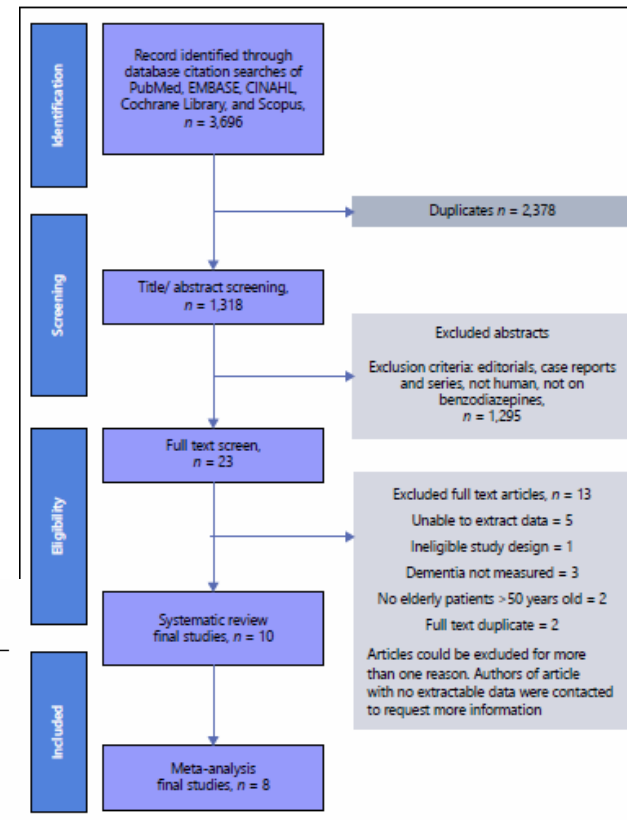 Identification
Record identified through
database citation searches of
PubMed, EMBASE, CINAHL,
Cochrane Library, and Scopus,
n = 3,696
Duplicates n = 2,378
Screening
Title/ abstract screening,
n = 1,318
Excluded abstracts
Exclusion criteria: editorials, case reports
and series, not human, not on
benzodiazepines,
n = 1,295
Eligibility
Full text screen,
n = 23
Excluded full text articles, n = 13
Unable to extract data = 5
Ineligible study design = 1
Dementia not measured = 3
No elderly patients >50 years old = 2
Full text duplicate = 2
Articles could be excluded for more
than one reason. Authors of article
with no extractable data were contacted
to request more information
Systematic review
final studies, n = 10
Included
Meta-analysis
final studies, n = 8